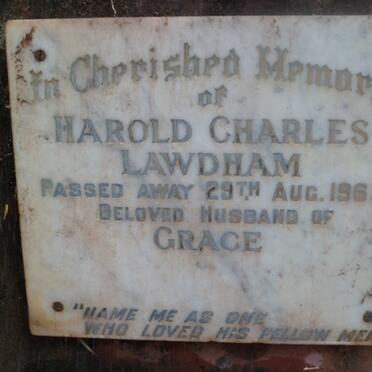 In Cherished Memor
of
HAROLD CHARLES
LAWDHAM
PASSED AWAY 29TH AUG. 196
BELOVED HUSBAND OF
GRACE
"NAME ME AS ONE
WHO LOVED HIS FELLOW MEN